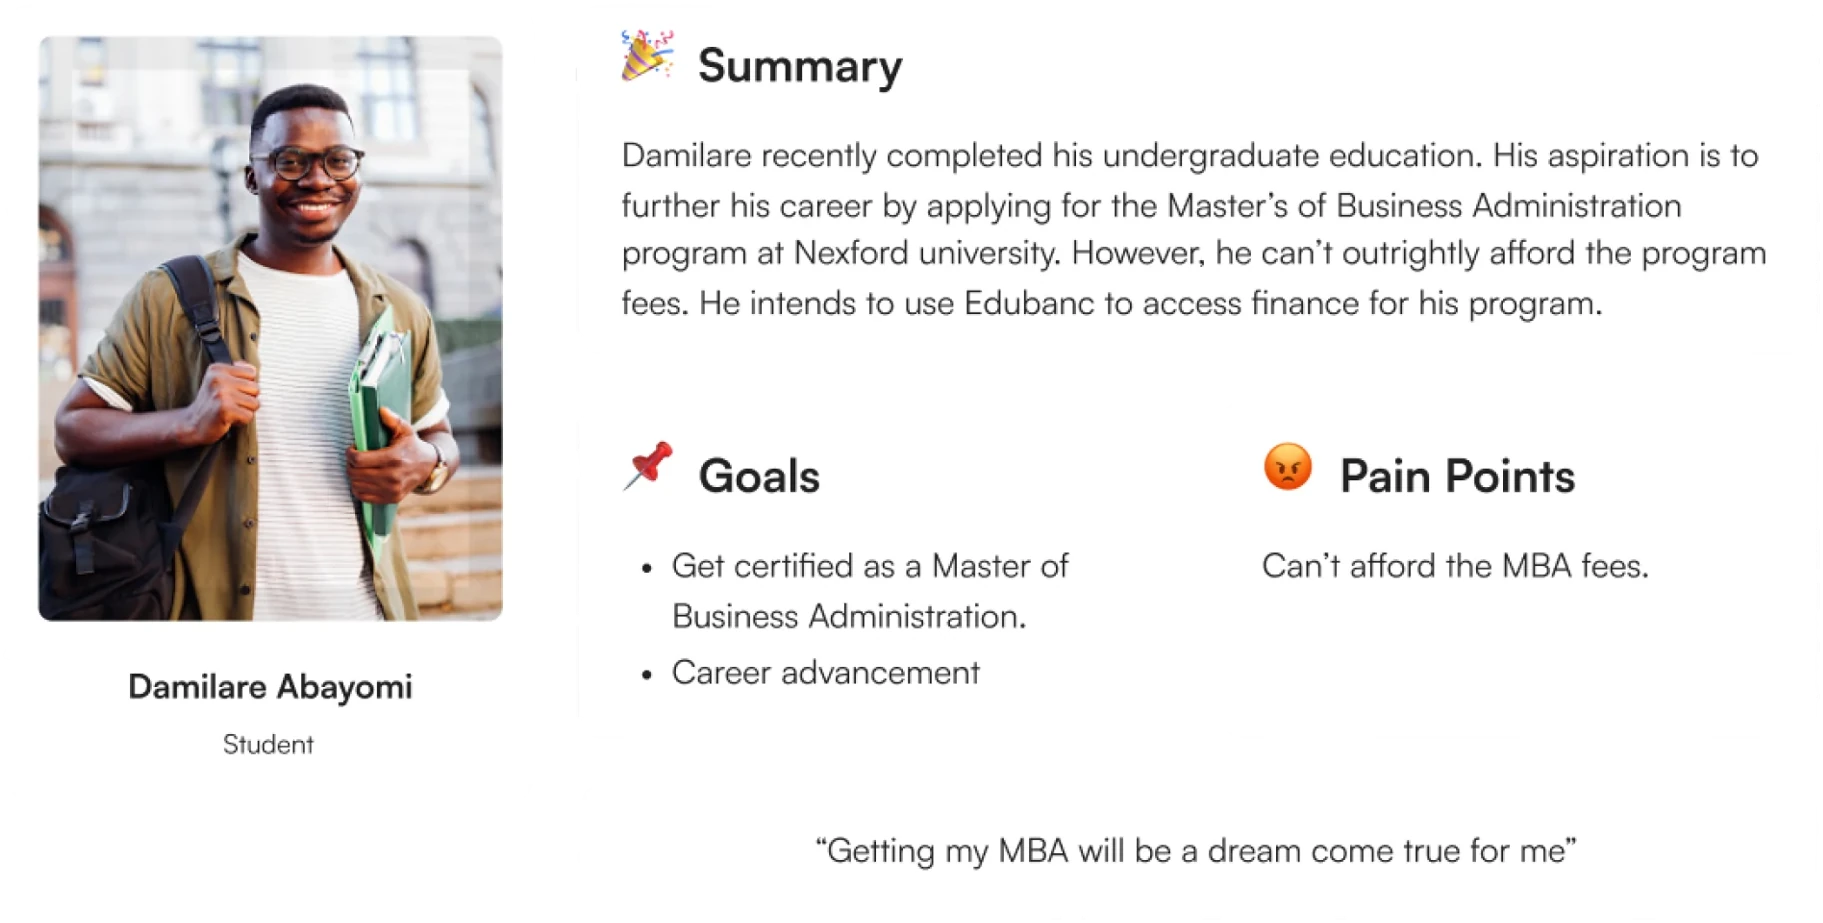 Summary
Damilare recently completed his undergraduate education. His aspiration is to
further his career by applying for the Master’s of Business Administration
program at Nexford university. However, he can’t outrightly afford the program
fees. He intends to use Edubanc to access finance for his program.
Goals
• Get certified as a Master of
Business Administration.
• Career advancement
Pain Points
Can’t afford the MBA fees.
Damilare Abayomi
Student
“Getting my MBA will be a dream come true for me”